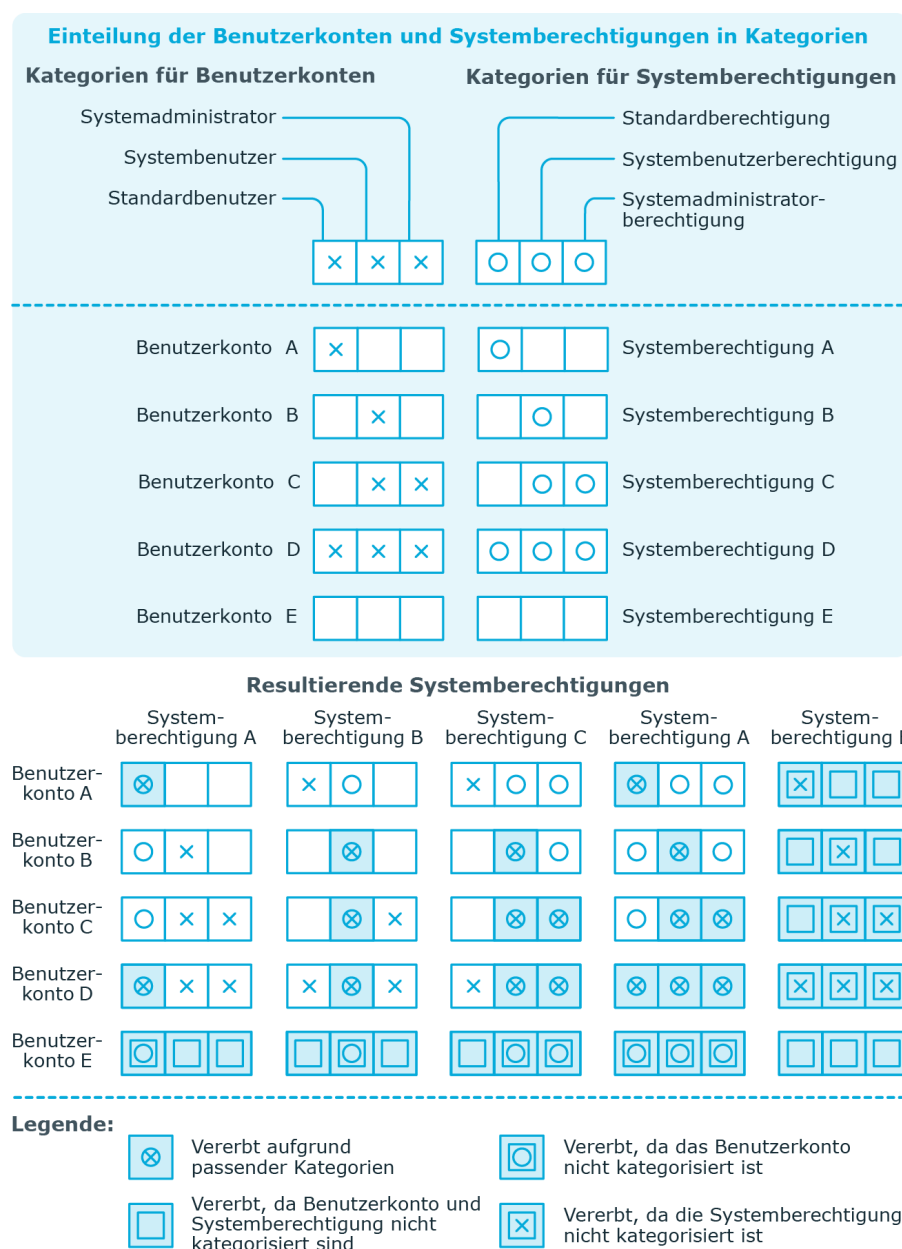 Einteilung der Benutzerkonten und Systemberechtigungen in Kategorien
Kategorien für Benutzerkonten
Kategorien für Systemberechtigungen
Systemadministrator
Systembenutzer
Standardbenutzer
Standardberechtigung
Systembenutzerberechtigung
Systemadministrator-
berechtigung
Benutzerkonto A
Systemberechtigung A
Benutzerkonto B
Systemberechtigung B
Benutzerkonto C
Systemberechtigung C
Benutzerkonto D
Systemberechtigung D
Benutzerkonto E
Systemberechtigung E
Resultierende Systemberechtigungen
System-
berechtigung A
System-
berechtigung B
System-
berechtigung C
System-
berechtigung A
System-
berechtigung
Benutzer-
konto A
Benutzer-
konto B
Benutzer-
konto C
Benutzer-
konto D
Benutzer-
konto E
Legende:
Vererbt aufgrund
passender Kategorien
Vererbt, da das Benutzerkonto
nicht kategorisiert ist
Vererbt, da Benutzerkonto und
Systemberechtigung nicht
kategorisiert sind
Vererbt, da die Systemberechtigung
nicht kategorisiert ist